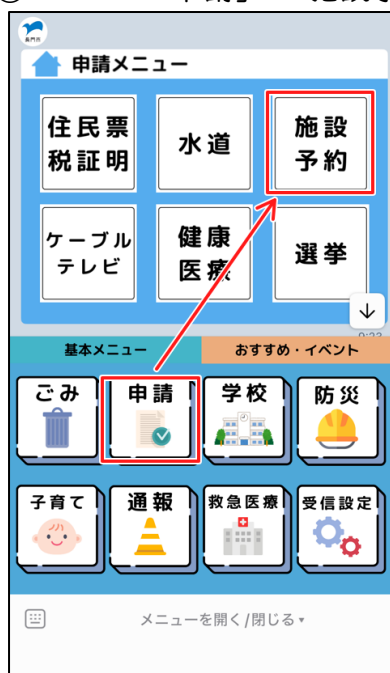 長門市
申請メニュー
住民票
税証明
水道
施設
予約
ケーブル
テレビ
健康
医療
選挙
基本メニュー
おすすめ・イベント
ごみ
申請
学校
防災
子育て
通報
救急医療
受信設定
メニューを開く/閉じる▾